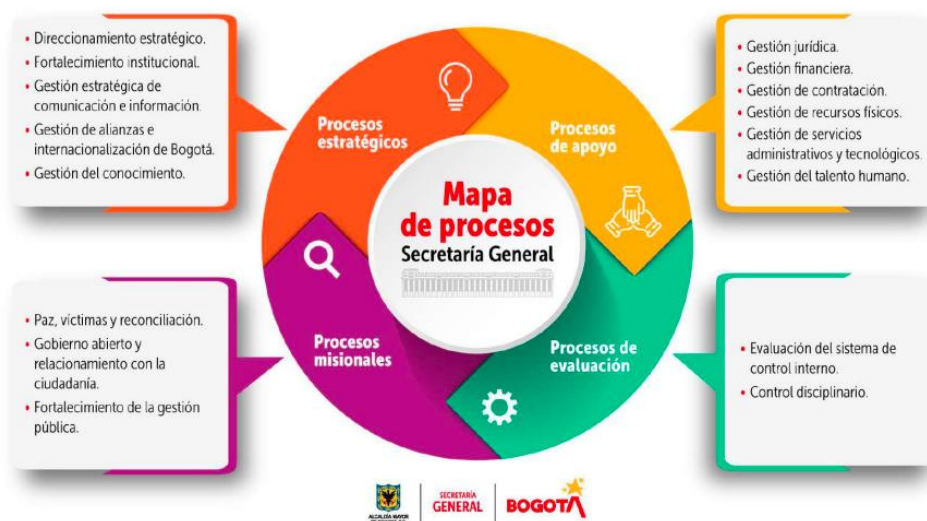 • Direccionamiento estratégico.
• Fortalecimiento institucional.
• Gestión estratégica de
comunicación e información.
• Gestión de alianzas e
internacionalización de Bogotá.
• Gestión del conocimiento.
Procesos
estratégicos
Procesos
de apoyo
• Gestión jurídica.
• Gestión financiera.
• Gestión de contratación.
• Gestión de recursos físicos.
• Gestión de servicios
administrativos y tecnológicos.
• Gestión del talento humano.
Mapa
de procesos
Secretaría General
• Paz, víctimas y reconciliación.
• Gobierno abierto y
relacionamiento con la
ciudadanía.
• Fortalecimiento de la gestión
pública.
Procesos
misionales
Procesos de
evaluación
• Evaluación del sistema de
control interno.
• Control disciplinario.
ALCALDÍA MAYOR
SECRETARÍA
GENERAL
BOGOTÁ